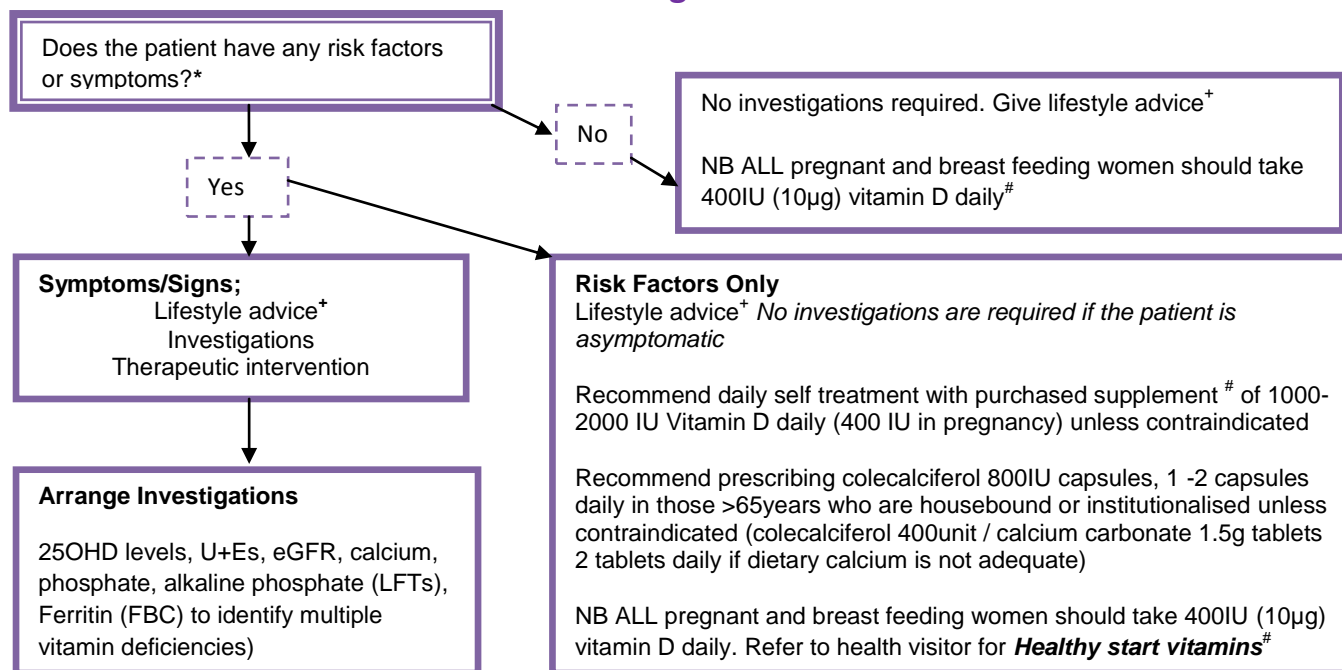 Does the patient have any risk factors
or symptoms?*
No
No investigations required. Give lifestyle advice+
NB ALL pregnant and breast feeding women should take
400IU (10µg) vitamin D daily#
Yes
Symptoms/Signs;
Lifestyle advice+
Investigations
Therapeutic intervention
Risk Factors Only
Lifestyle advice+ No investigations are required if the patient is
asymptomatic
Recommend daily self treatment with purchased supplement # of 1000-
2000 IU Vitamin D daily (400 IU in pregnancy) unless contraindicated
Recommend prescribing colecalciferol 800IU capsules, 1 -2 capsules
daily in those >65years who are housebound or institutionalised unless
contraindicated (colecalciferol 400unit / calcium carbonate 1.5g tablets
2 tablets daily if dietary calcium is not adequate)
NB ALL pregnant and breast feeding women should take 400IU (10µg)
vitamin D daily. Refer to health visitor for Healthy start vitamins#
Arrange Investigations
25OHD levels, U+Es, eGFR, calcium,
phosphate, alkaline phosphate (LFTs),
Ferritin (FBC) to identify multiple
vitamin deficiencies)